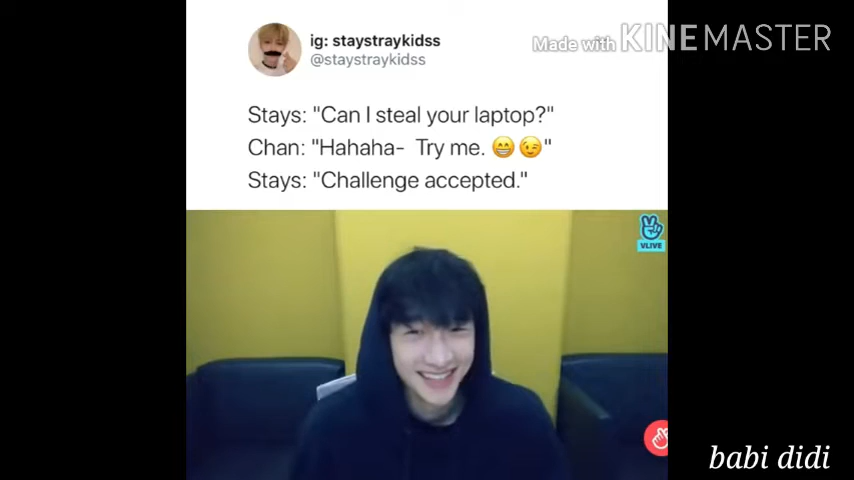 ig: staystraykidss
@staystraykidss
Made with KINEMASTER
Stays: "Can I steal your laptop?"
Chan: "Hahaha- Try me. 😁😉"
Stays: "Challenge accepted."
VLIVE
babi didi